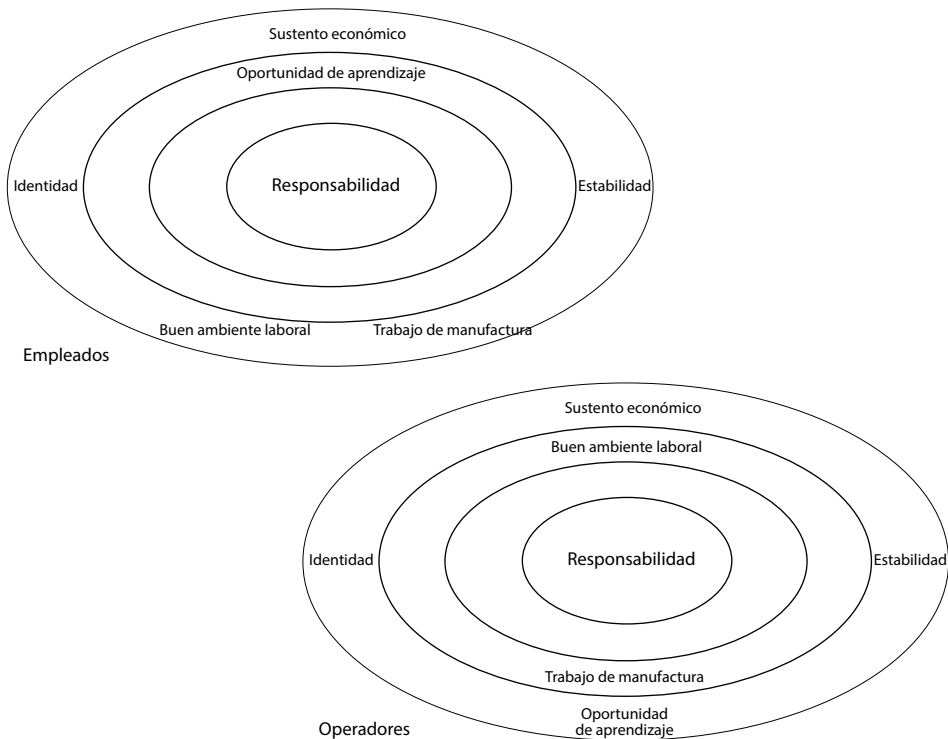 Sustento económico
Oportunidad de aprendizaje
Identidad
Responsabilidad
Estabilidad
Buen ambiente laboral
Trabajo de manufactura
Empleados
Sustento económico
Buen ambiente laboral
Identidad
Responsabilidad
Estabilidad
Trabajo de manufactura
Oportunidad
de aprendizaje
Operadores